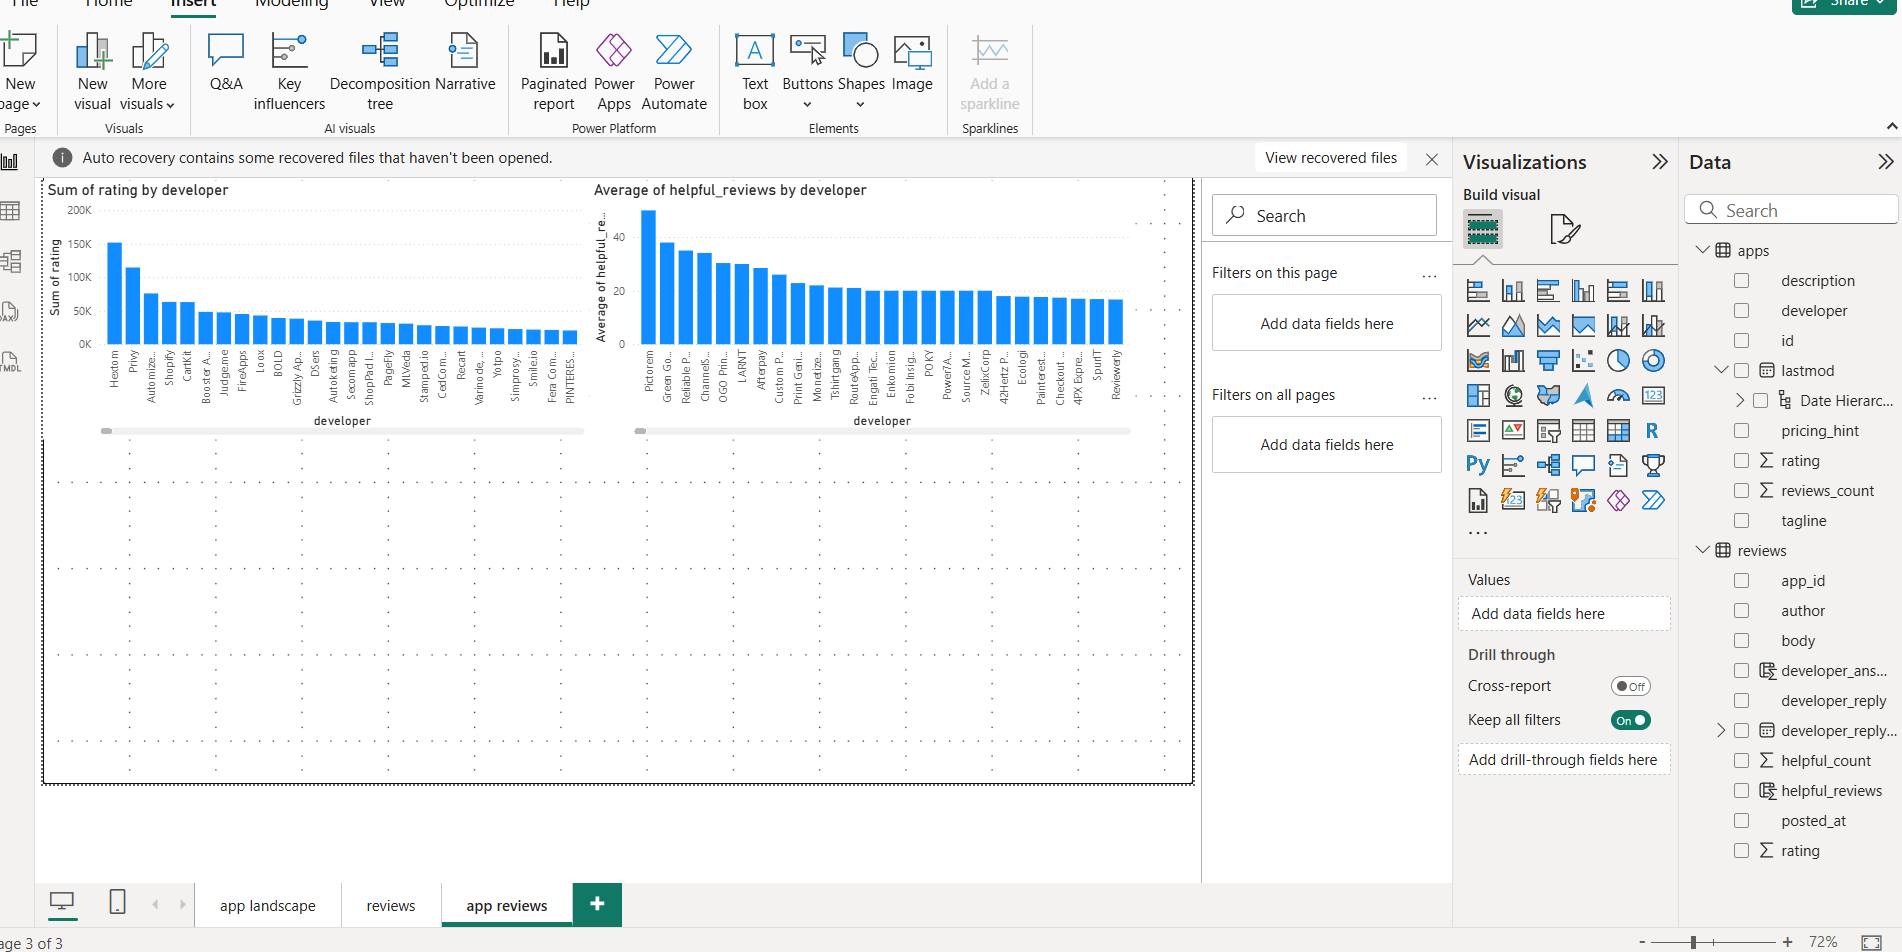 File Home Insert Modeling View Optimize Help Share
New page
New visual
More visuals
Q&A
Key influencers
Decomposition tree
Narrative
Paginated report
Power Apps
Power Automate
Text box
Buttons
Shapes
Image
Add a sparkline
Pages
Visuals
AI visuals
Power Platform
Elements
Sparklines
Auto recovery contains some recovered files that haven't been opened.
View recovered files
Sum of rating by developer
200K
150K
100K
50K
0K
Sum of rating
Hextom
Privy
Automize...
Shopify
CartKit
Booster A...
Judge.me
FireApps
Loox
BOLD
Grizzly Ap...
DSers
Autoketing
Secomapp
ShopPad I...
PageFly
MLVeda
Stamped.io
CedCom...
Recart
Varinode, ...
Yotpo
Simprosy...
Smile.io
Fera Com...
PINTERES...
developer
Average of helpful_reviews by developer
40
20
0
Average of helpful_re...
Pictorem
Green Go...
Reliable P...
ChannelS...
OGO Prin...
LARNT
Afterpay
Custom P...
Print Geni...
Monetize...
Tshirtgang
RouteApp...
Engati Tec...
Enkomion
Fobi Insig...
POKY
Power7A...
Source M...
ZelixCorp
42Hertz P...
Ecologi
Painterest...
Checkout ...
4PX Expre...
SpurIT
Reviewerly
developer
Search
Filters on this page
...
Add data fields here
Filters on all pages
...
Add data fields here
Visualizations
Build visual
123
R
Py
123
...
Values
Add data fields here
Drill through
Cross-report Off
Keep all filters On
Add drill-through fields here
Data
Search
apps
description
developer
id
lastmod
Date Hierarc...
pricing_hint
rating
reviews_count
tagline
reviews
app_id
author
body
developer_ans...
developer_reply
developer_reply...
helpful_count
helpful_reviews
posted_at
rating
DAX
TMDL
app landscape
reviews
app reviews
+
age 3 of 3
- + 72%